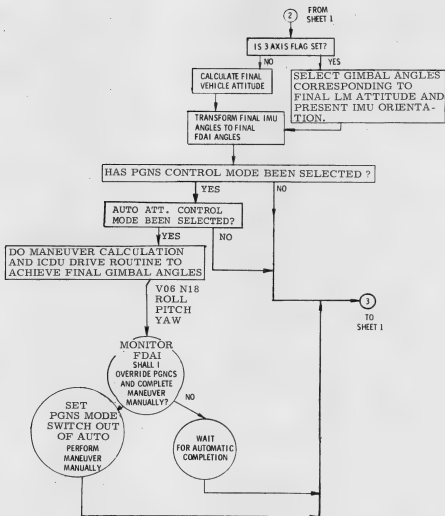 2
FROM
SHEET 1
IS 3 AXIS FLAG SET?
NO
YES
CALCULATE FINAL
VEHICLE ATTITUDE
SELECT GIMBAL ANGLES
CORRESPONDING TO
FINAL LM ATTITUDE AND
PRESENT IMU ORIENTA-
TION.
TRANSFORM FINAL IMU
ANGLES TO FINAL
FDAI ANGLES
HAS PGNS CONTROL MODE BEEN SELECTED ?
YES
NO
AUTO ATT. CONTROL
MODE BEEN SELECTED?
YES
NO
DO MANEUVER CALCULATION
AND ICDU DRIVE ROUTINE TO
ACHIEVE FINAL GIMBAL ANGLES
V06 N18
ROLL
PITCH
YAW
3
TO
SHEET 1
MONITOR
FDAI
SHALL I
OVERRIDE PGNCS
AND COMPLETE
MANEUVER
MANUALLY?
NO
SET
PGNS MODE
SWITCH OUT
OF AUTO
PERFORM
MANEUVER
MANUALLY
WAIT
FOR AUTOMATIC
COMPLETION